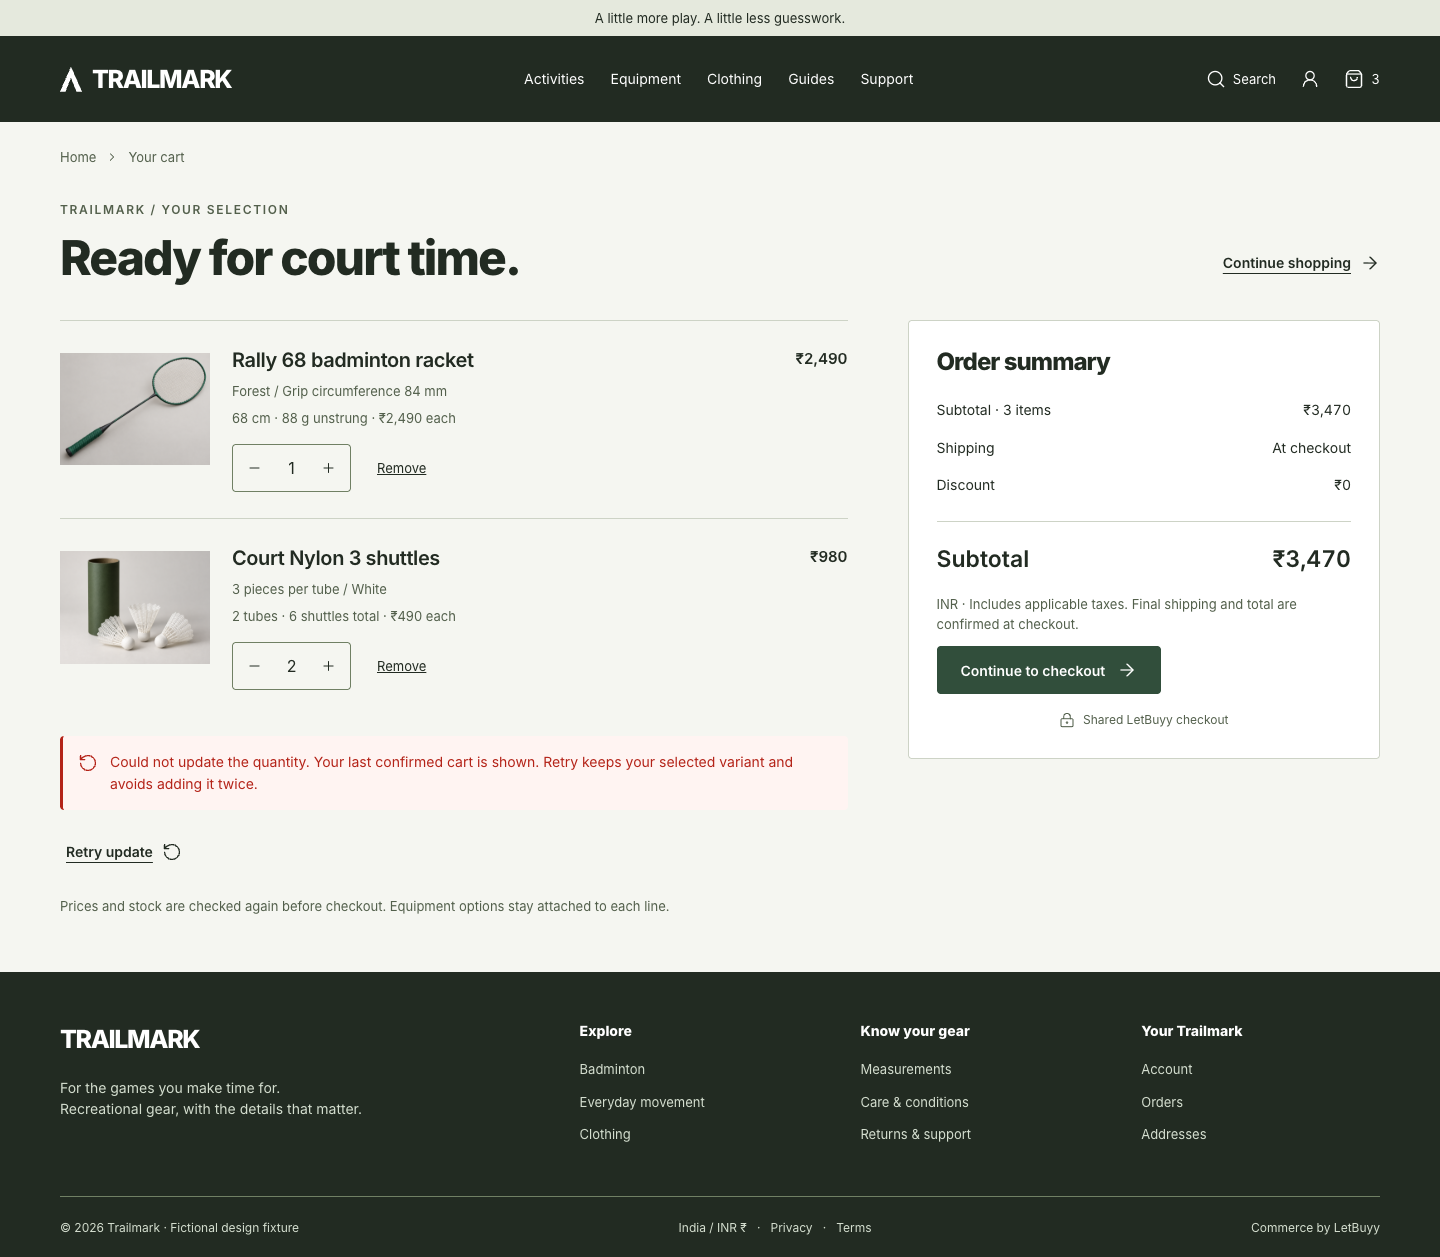 A little more play. A little less guesswork.
TRAILMARK
Activities
Equipment
Clothing
Guides
Support
Search
3
Home
Your cart
TRAILMARK / YOUR SELECTION
Ready for court time.
Continue shopping
Rally 68 badminton racket
₹2,490
Forest / Grip circumference 84 mm
68 cm · 88 g unstrung · ₹2,490 each
1
Remove
Court Nylon 3 shuttles
₹980
3 pieces per tube / White
2 tubes · 6 shuttles total · ₹490 each
2
Remove
Could not update the quantity. Your last confirmed cart is shown. Retry keeps your selected variant and
avoids adding it twice.
Retry update
Prices and stock are checked again before checkout. Equipment options stay attached to each line.
Order summary
Subtotal · 3 items
₹3,470
Shipping
At checkout
Discount
₹0
Subtotal
₹3,470
INR · Includes applicable taxes. Final shipping and total are
confirmed at checkout.
Continue to checkout
Shared LetBuyy checkout
TRAILMARK
For the games you make time for.
Recreational gear, with the details that matter.
Explore
Badminton
Everyday movement
Clothing
Know your gear
Measurements
Care & conditions
Returns & support
Your Trailmark
Account
Orders
Addresses
© 2026 Trailmark · Fictional design fixture
India / INR ₹ · Privacy · Terms
Commerce by LetBuyy